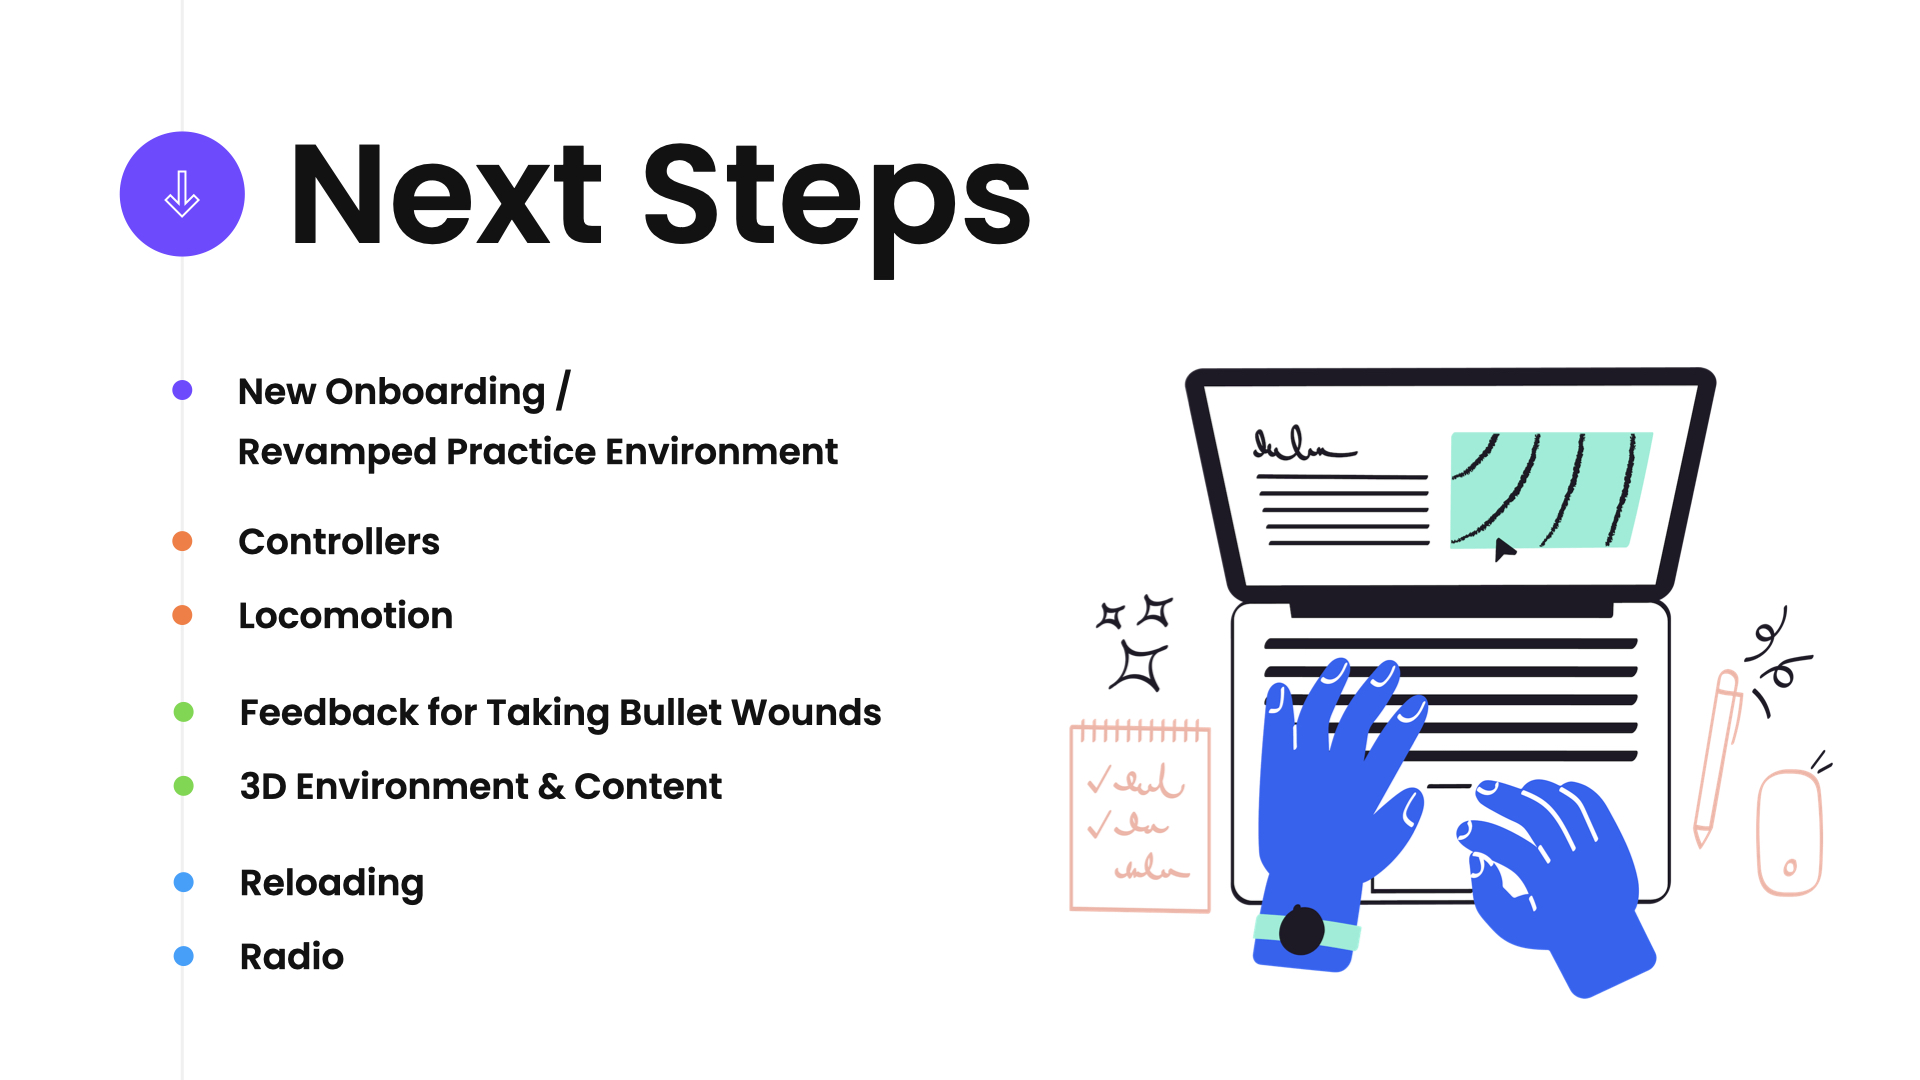 Next Steps
New Onboarding /
Revamped Practice Environment
Controllers
Locomotion
Feedback for Taking Bullet Wounds
3D Environment & Content
Reloading
Radio